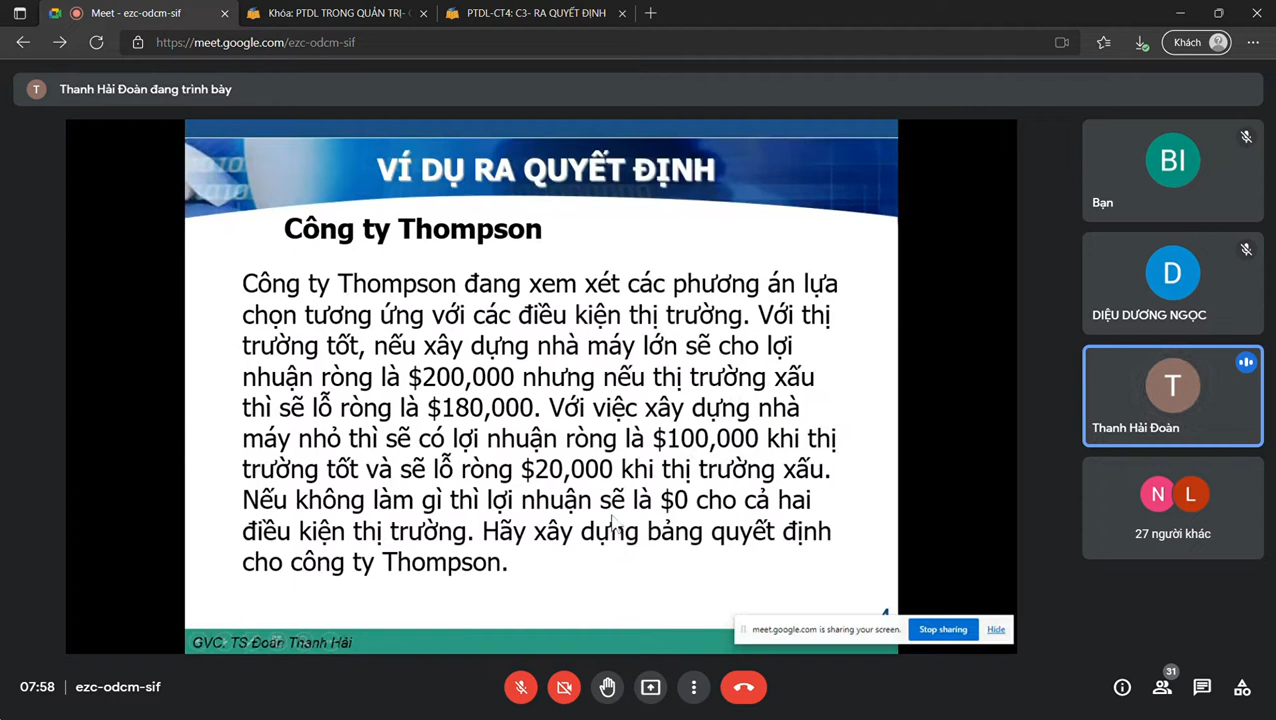 Meet - ezc-odcm-sif
Khóa: PTDL TRONG QUẢN TRỊ- C
PTDL-CT4: C3- RA QUYẾT ĐỊNH
https://meet.google.com/ezc-odcm-sif
Khách
T
Thanh Hải Đoàn đang trình bày
VÍ DỤ RA QUYẾT ĐỊNH
Công ty Thompson
Công ty Thompson đang xem xét các phương án lựa
chọn tương ứng với các điều kiện thị trường. Với thị
trường tốt, nếu xây dựng nhà máy lớn sẽ cho lợi
nhuận ròng là $200,000 nhưng nếu thị trường xấu
thì sẽ lỗ ròng là $180,000. Với việc xây dựng nhà
máy nhỏ thì sẽ có lợi nhuận ròng là $100,000 khi thị
trường tốt và sẽ lỗ ròng $20,000 khi thị trường xấu.
Nếu không làm gì thì lợi nhuận sẽ là $0 cho cả hai
điều kiện thị trường. Hãy xây dựng bảng quyết định
cho công ty Thompson.
4
GVC. TS Đoàn Thanh Hải
meet.google.com is sharing your screen.
Stop sharing
Hide
BI
Bạn
D
DIỆU DƯƠNG NGỌC
T
Thanh Hải Đoàn
N
L
27 người khác
07:58
ezc-odcm-sif
31